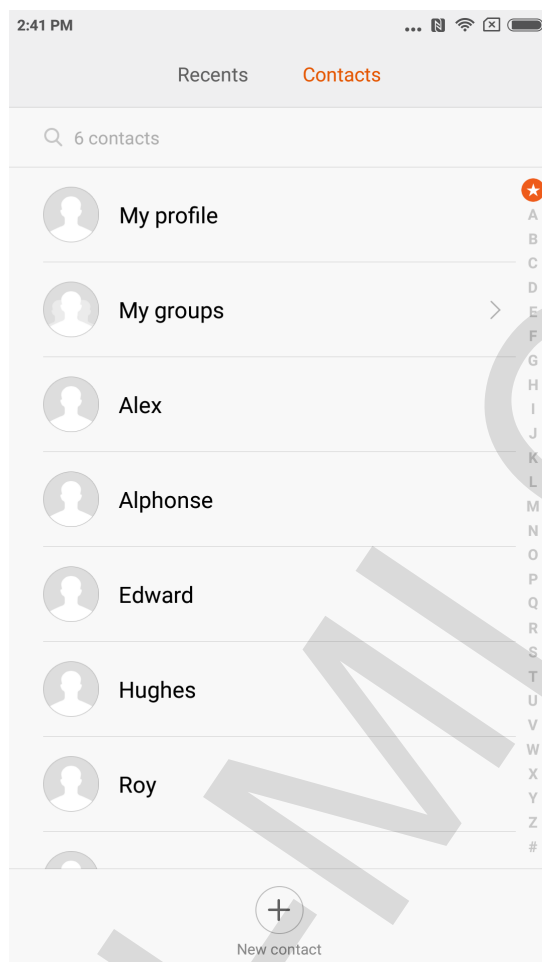 2:41 PM
Recents Contacts
6 contacts
My profile
My groups
Alex
Alphonse
Edward
Hughes
Roy
A
B
C
D
E
F
G
H
I
J
K
L
M
N
O
P
Q
R
S
T
U
V
W
X
Y
Z
#
New contact